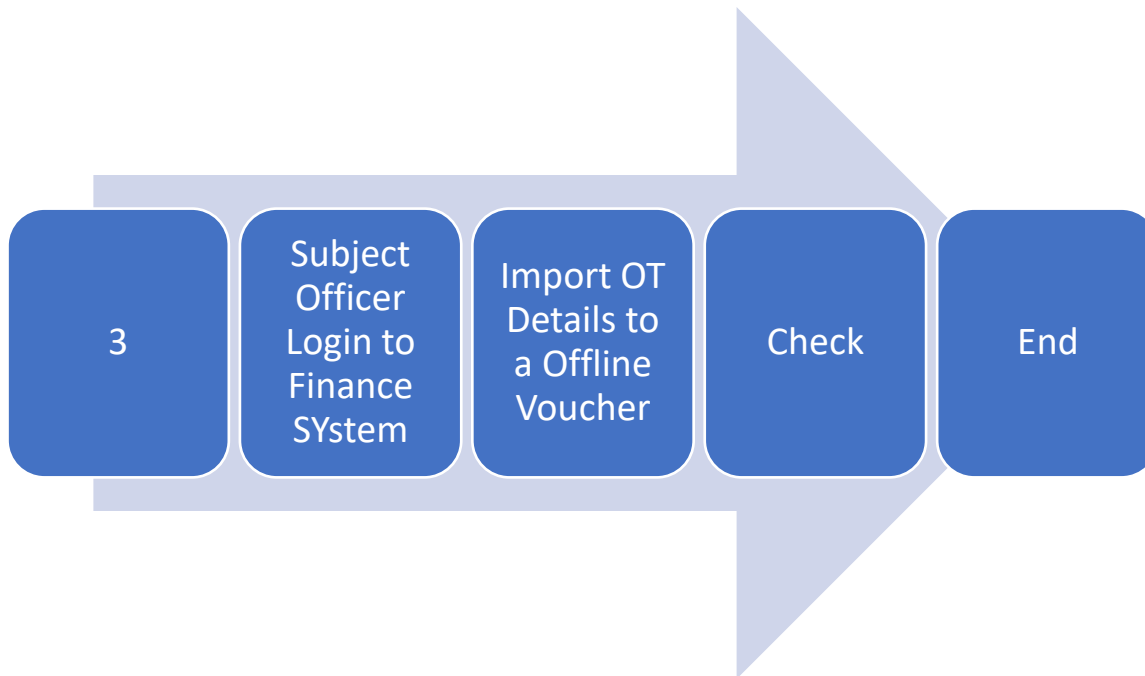 3
Subject
Officer
Login to
Finance
SYstem
Import OT
Details to
a Offline
Voucher
Check
End